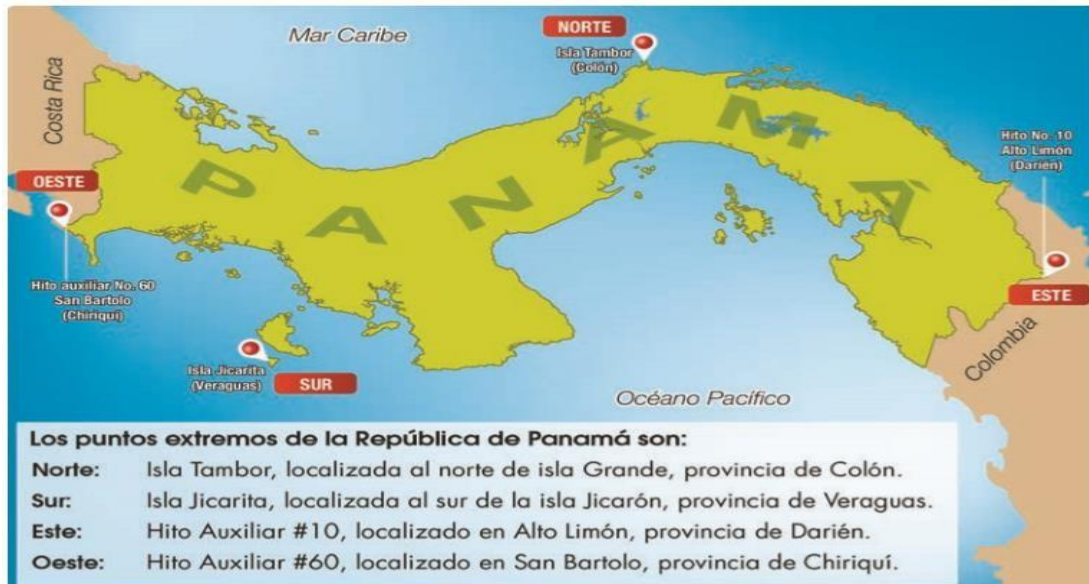 Mar Caribe
NORTE
Isla Tambor
(Colón)
Costa Rica
PANAMÁ
Hito No. 10
Alto Limón
(Darién)
OESTE
Hito auxiliar No. 60
San Bartolo
(Chiriquí)
ESTE
Colombia
Isla Jicarita
(Veraguas)
SUR
Océano Pacífico
Los puntos extremos de la República de Panamá son:
Norte: Isla Tambor, localizada al norte de isla Grande, provincia de Colón.
Sur: Isla Jicarita, localizada al sur de la isla Jicarón, provincia de Veraguas.
Este: Hito Auxiliar #10, localizado en Alto Limón, provincia de Darién.
Oeste: Hito Auxiliar #60, localizado en San Bartolo, provincia de Chiriquí.